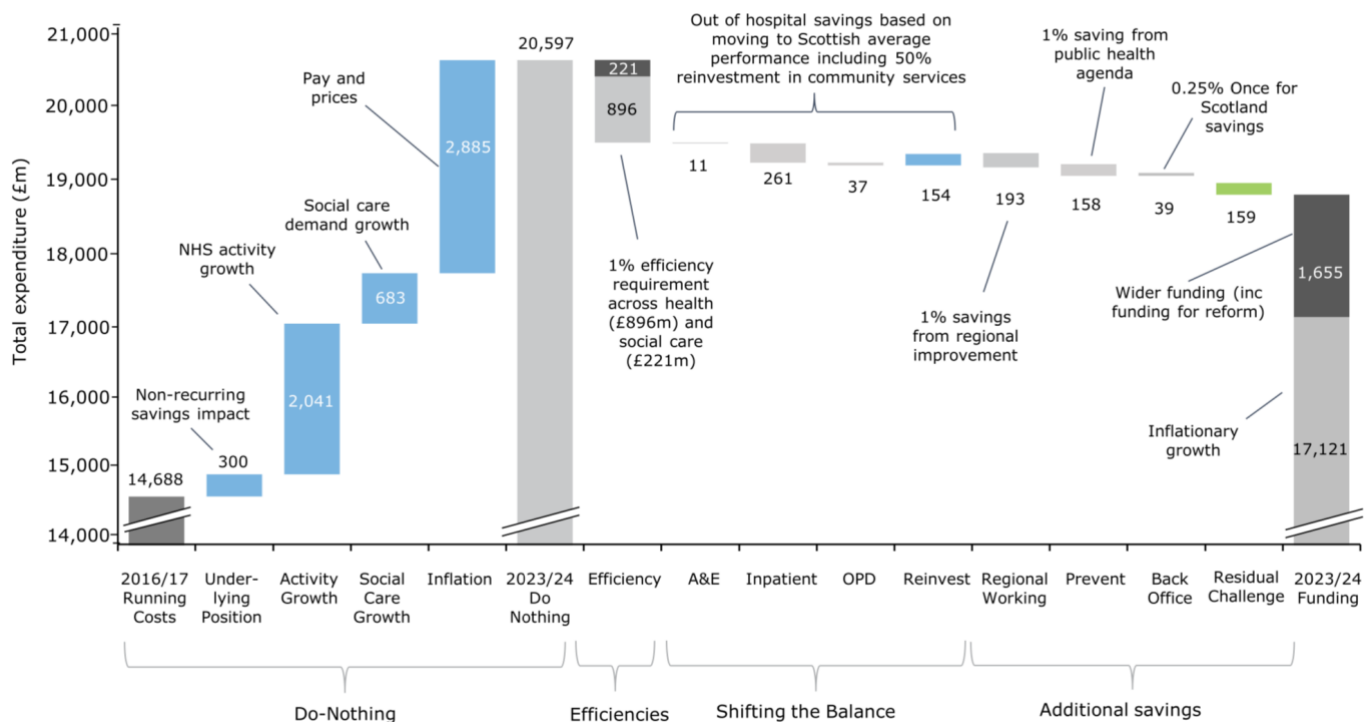 Total expenditure (£m)
21,000
20,000
19,000
18,000
17,000
16,000
15,000
14,000
14,688
Non-recurring
savings impact
300
NHS activity
growth
2,041
Social care
demand growth
683
Pay and
prices
2,885
20,597
221
896
1% efficiency
requirement
across health
(£896m) and
social care
(£221m)
Out of hospital savings based on
moving to Scottish average
performance including 50%
reinvestment in community services
11
261
37
154
193
1% savings
from regional
improvement
1% saving from
public health
agenda
158
0.25% Once for
Scotland
savings
39
159
Wider funding (inc
funding for reform)
1,655
Inflationary
growth
17,121
2016/17
Running
Costs
Under-
lying
Position
Activity
Growth
Social
Care
Growth
Inflation
2023/24
Do
Nothing
Efficiency
A&E
Inpatient
OPD
Reinvest
Regional
Working
Prevent
Back
Office
Residual
Challenge
2023/24
Funding
Do-Nothing
Efficiencies
Shifting the Balance
Additional savings